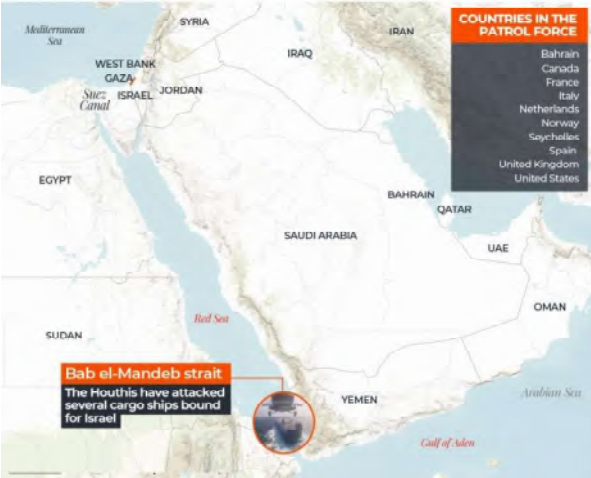 Mediterranean
Sea
SYRIA
IRAN
IRAQ
WEST BANK
GAZA
ISRAEL
JORDAN
Suez
Canal
COUNTRIES IN THE
PATROL FORCE
Bahrain
Canada
France
Italy
Netherlands
Norway
Seychelles
Spain
United Kingdom
United States
EGYPT
BAHRAIN
QATAR
SAUDI ARABIA
UAE
OMAN
Red Sea
SUDAN
Bab el-Mandeb strait
The Houthis have attacked
several cargo ships bound
for Israel
YEMEN
Arabian Sea
Gulf of Aden